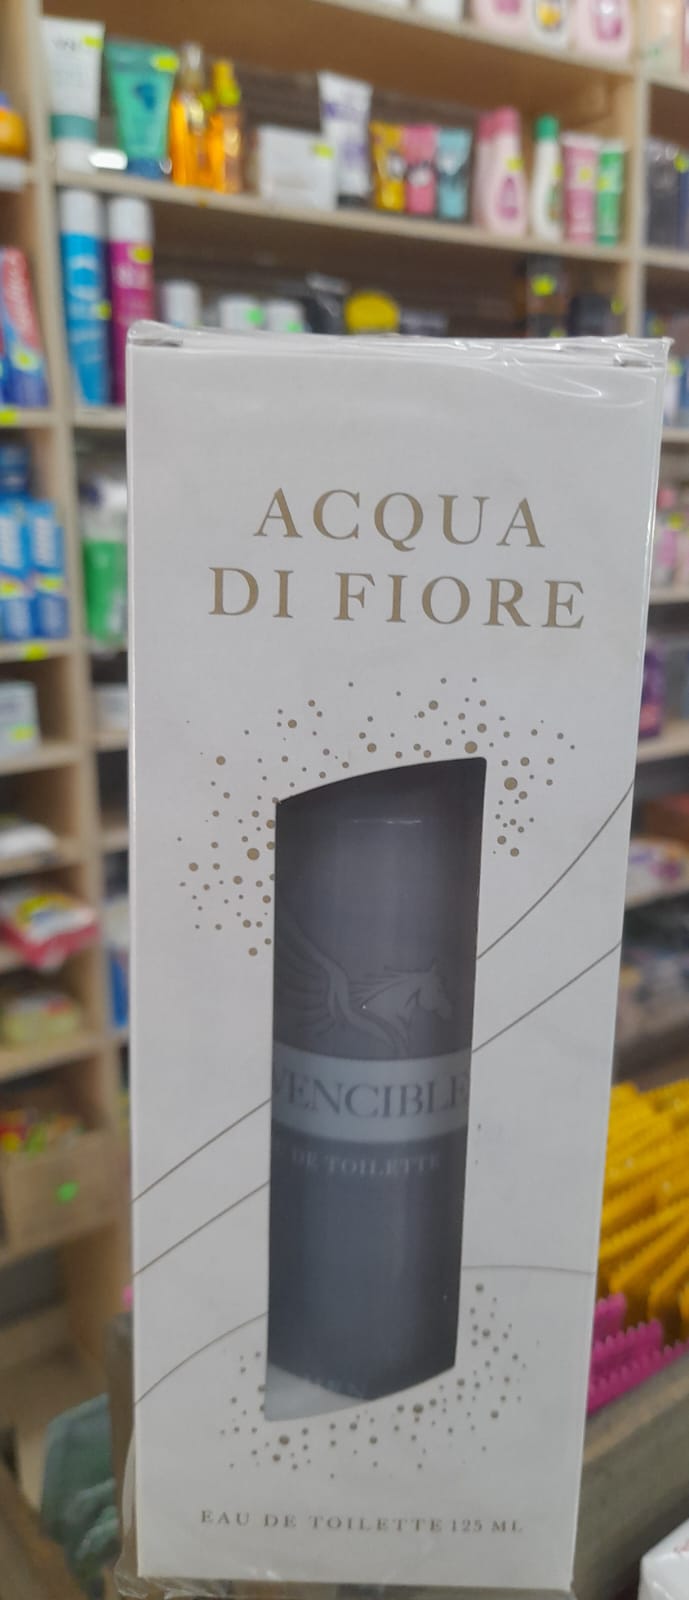 ACQUA
DI FIORE
VENCIBLE
DE TOILETTE
EAU DE TOILETTE 125 ML